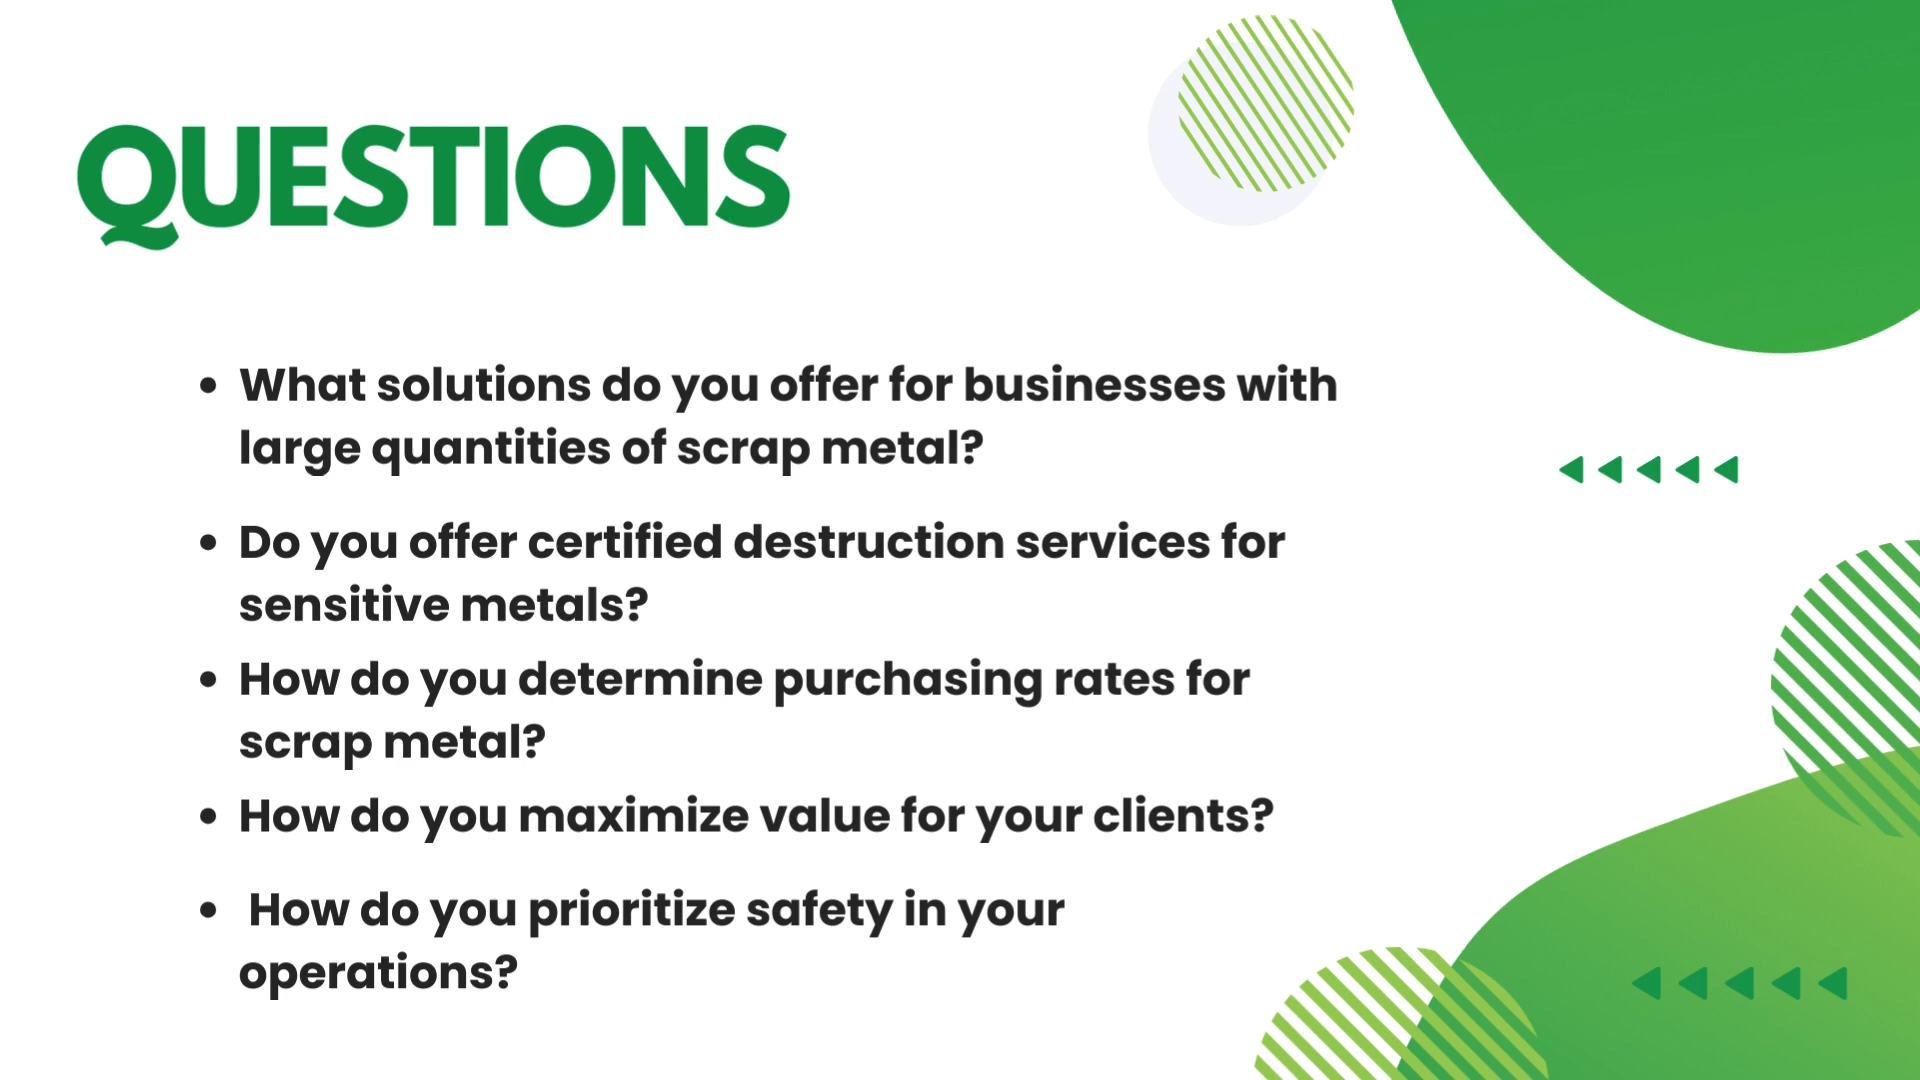 QUESTIONS
• What solutions do you offer for businesses with
large quantities of scrap metal?
• Do you offer certified destruction services for
sensitive metals?
• How do you determine purchasing rates for
scrap metal?
• How do you maximize value for your clients?
• How do you prioritize safety in your
operations?